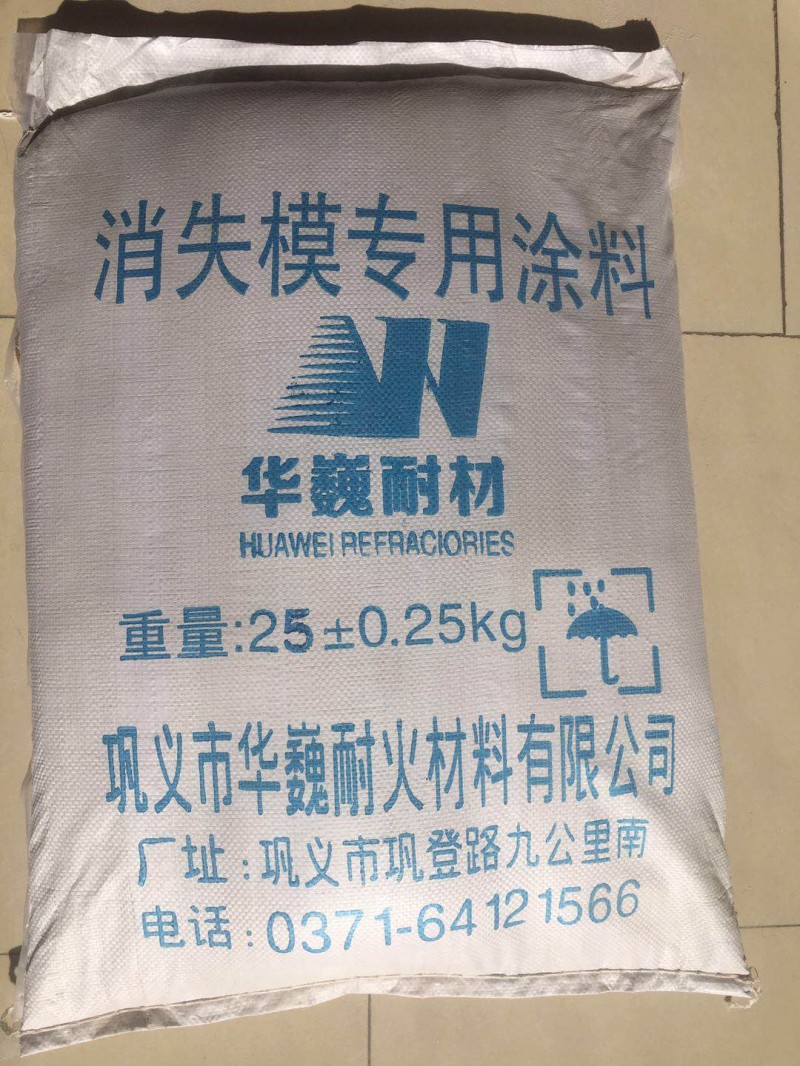 消失模专用涂料
华巍耐材
HUAWEI REFRACIORIES
重量:25±0.25kg
巩义市华巍耐火材料有限公司
厂址:巩义市巩登路九公里南
电话:0371-64121566